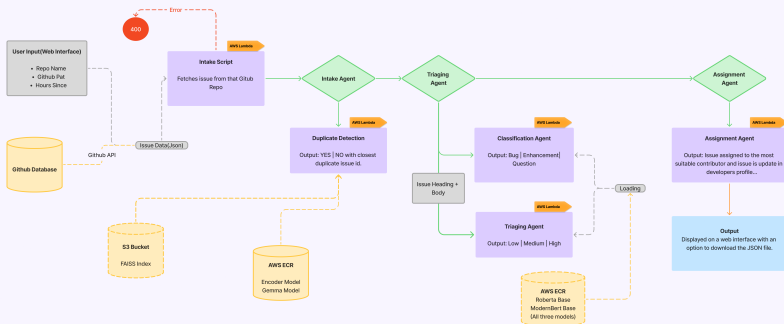 400
Error
AWS Lambda
User Input(Web Interface)
• Repo Name
• Github Pat
• Hours Since
Intake Script
Fetches issue from that Gitub
Repo
Intake Agent
Triaging
Agent
Assignment
Agent
Issue Data(Json)
Github API
Github Database
AWS Lambda
Duplicate Detection
Output: YES | NO with closest
duplicate issue id.
AWS Lambda
Classification Agent
Output: Bug | Enhancement|
Question
AWS Lambda
Assignment Agent
Output: Issue assigned to the most
suitable contributor and issue is update in
developers profile...
Issue Heading +
Body
Loading
AWS Lambda
Triaging Agent
Output: Low | Medium | High
S3 Bucket
FAISS Index
AWS ECR
Encoder Model
Gemma Model
Output
Displayed on a web interface with an
option to download the JSON file.
AWS ECR
Roberta Base
ModernBert Base
(All three models)